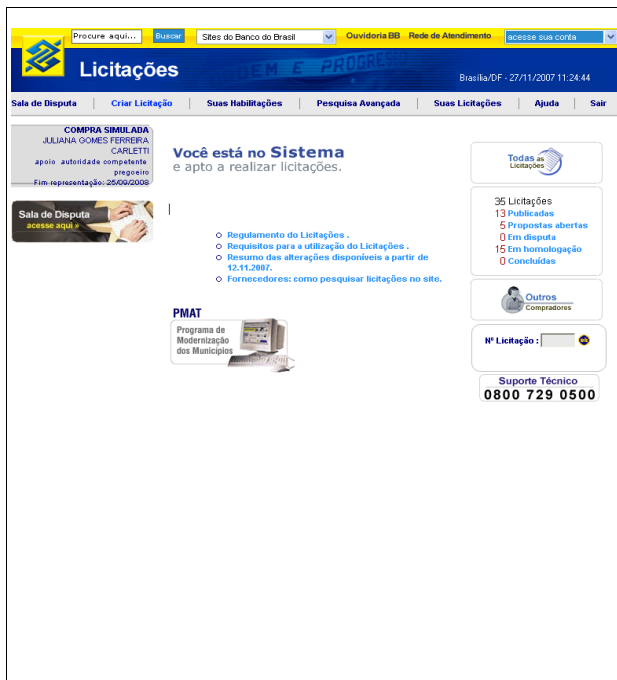 Procure aqui...
Buscar
Sites do Banco do Brasil
Ouvidoria BB
Rede de Atendimento
acesse sua conta
Licitações
ORDEM E PROGRESSO
Brasília/DF - 27/11/2007 11:24:44
Sala de Disputa | Criar Licitação | Suas Habilitações | Pesquisa Avançada | Suas Licitações | Ajuda | Sair
COMPRA SIMULADA
JULIANA GOMES FERREIRA
CARLETTI
apoio autoridade competente
pregoeiro
Fim representação: 25/09/2008
Sala de Disputa
acesse aqui »
Você está no Sistema
e apto a realizar licitações.
Regulamento do Licitações .
Requisitos para a utilização do Licitações .
Resumo das alterações disponíveis a partir de
12.11.2007.
Fornecedores: como pesquisar licitações no site.
PMAT
Programa de
Modernização
dos Municípios
Todas as
Licitações
35 Licitações
13 Publicadas
5 Propostas abertas
0 Em disputa
15 Em homologação
0 Concluídas
Outros
Compradores
Nº Licitação :
Suporte Técnico
0800 729 0500